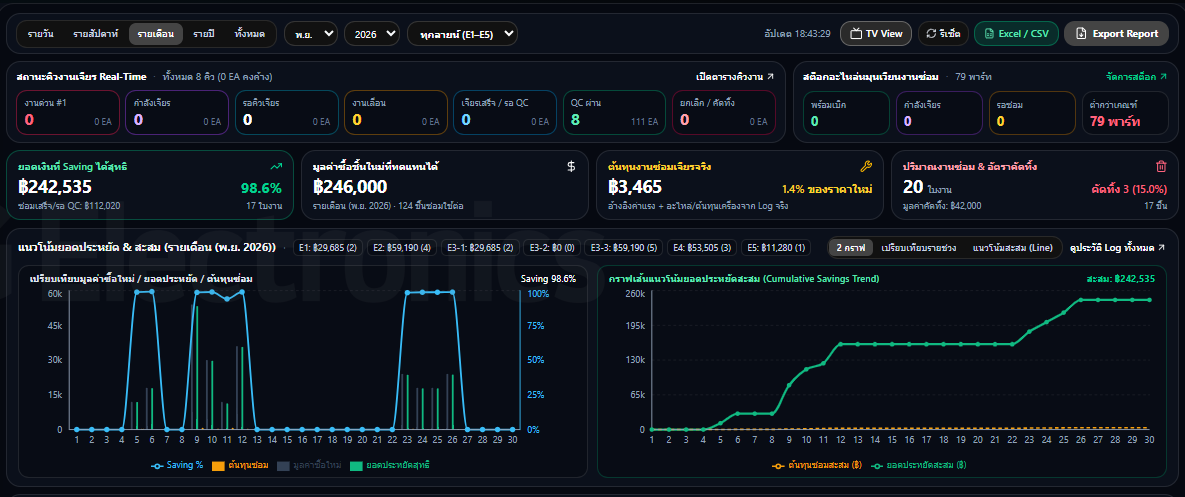 รายวัน รายสัปดาห์ รายเดือน รายปี ทั้งหมด พ.ย. 2026 ทุกลายน์ (E1–E5) อัปเดต 18:43:29 TV View รีเซ็ต Excel / CSV Export Report
สถานะคิวงานเจียร Real-Time · ทั้งหมด 8 คิว (0 EA คงค้าง) เปิดตารางคิวงาน ↗
งานด่วน #1
0 0 EA
กำลังเจียร
0 0 EA
รอคิวเจียร
0 0 EA
งานเลื่อน
0 0 EA
เจียรเสร็จ / รอ QC
0 0 EA
QC ผ่าน
8 111 EA
ยกเลิก / คัดทิ้ง
0 0 EA
สต็อกอะไหล่หมุนเวียนงานซ่อม · 79 พาร์ท จัดการสต็อก ↗
พร้อมเบิก
0
กำลังเจียร
0
รอซ่อม
0
ต่ำกว่าเกณฑ์
79 พาร์ท
ยอดเงินที่ Saving ได้สุทธิ
฿242,535 98.6%
ซ่อมเสร็จ/รอ QC: ฿112,020 17 ใบงาน
มูลค่าซื้อชิ้นใหม่ที่ทดแทนได้ $
฿246,000
รายเดือน (พ.ย. 2026) · 124 ชิ้นซ่อมใช้ต่อ
ต้นทุนงานซ่อมเจียรจริง
฿3,465 1.4% ของราคาใหม่
อ้างอิงค่าแรง + อะไหล่/ต้นทุนเครื่องจาก Log จริง
ปริมาณงานซ่อม & อัตราคัดทิ้ง
20 ใบงาน คัดทิ้ง 3 (15.0%)
มูลค่าคัดทิ้ง: ฿42,000 17 ชิ้น
Electronics
แนวโน้มยอดประหยัด & สะสม (รายเดือน (พ.ย. 2026)) · E1: ฿29,685 (2) E2: ฿59,190 (4) E3-1: ฿29,685 (2) E3-2: ฿0 (0) E3-3: ฿59,190 (5) E4: ฿53,505 (3) E5: ฿11,280 (1) 2 กราฟ เปรียบเทียบรายช่วง แนวโน้มสะสม (Line) ดูประวัติ Log ทั้งหมด ↗
เปรียบเทียบมูลค่าซื้อใหม่ / ยอดประหยัด / ต้นทุนซ่อม Saving 98.6%
60k 100%
45k 75%
30k 50%
15k 25%
0 0%
1 2 3 4 5 6 7 8 9 10 11 12 13 14 15 16 17 18 19 20 21 22 23 24 25 26 27 28 29 30
Saving % ต้นทุนซ่อม มูลค่าซื้อใหม่ ยอดประหยัดสุทธิ
กราฟเส้นแนวโน้มยอดประหยัดสะสม (Cumulative Savings Trend) สะสม: ฿242,535
260k
195k
130k
65k
0
1 2 3 4 5 6 7 8 9 10 11 12 13 14 15 16 17 18 19 20 21 22 23 24 25 26 27 28 29 30
ต้นทุนซ่อมสะสม (฿) ยอดประหยัดสะสม (฿)